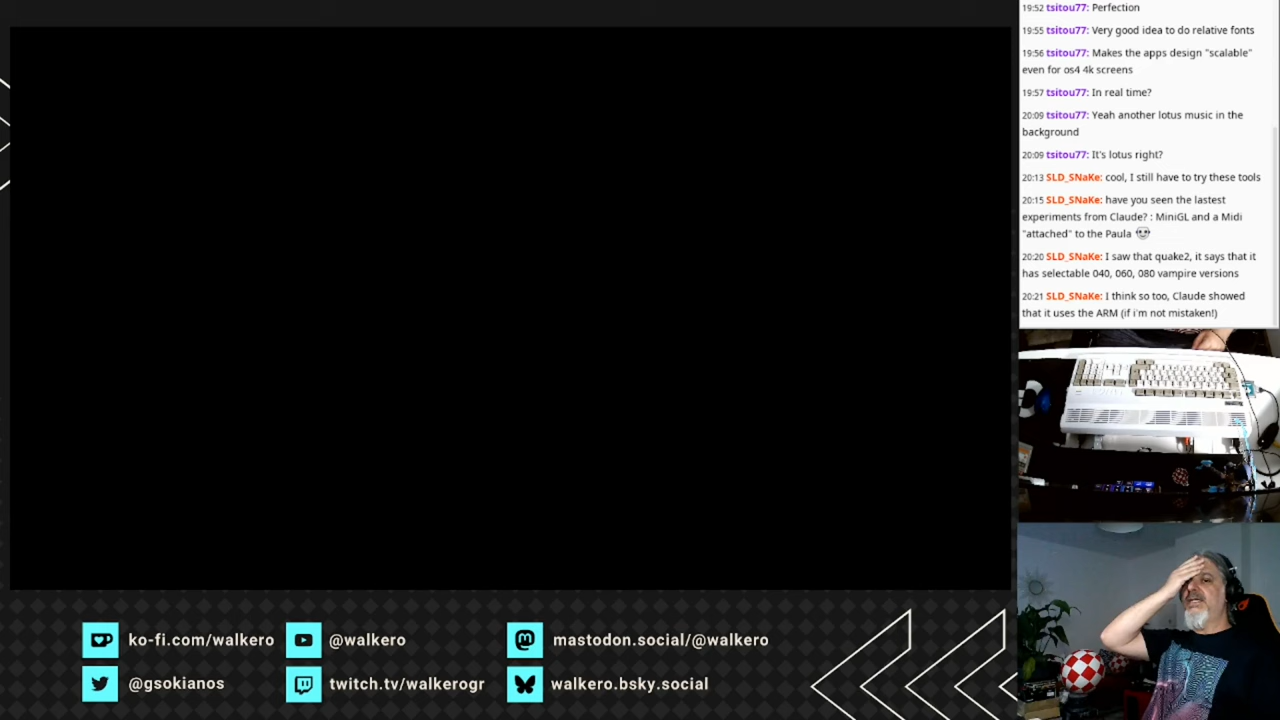 19:52 tsitou77: Perfection
19:55 tsitou77: Very good idea to do relative fonts
19:56 tsitou77: Makes the apps design "scalable"
even for os4 4k screens
19:57 tsitou77: In real time?
20:09 tsitou77: Yeah another lotus music in the
background
20:09 tsitou77: It's lotus right?
20:13 SLD_SNaKe: cool, I still have to try these tools
20:15 SLD_SNaKe: have you seen the lastest
experiments from Claude? : MiniGL and a Midi
"attached" to the Paula
20:20 SLD_SNaKe: I saw that quake2, it says that it
has selectable 040, 060, 080 vampire versions
20:21 SLD_SNaKe: I think so too, Claude showed
that it uses the ARM (if i'm not mistaken!)
ko-fi.com/walkero
@walkero
mastodon.social/@walkero
@gsokianos
twitch.tv/walkerogr
walkero.bsky.social